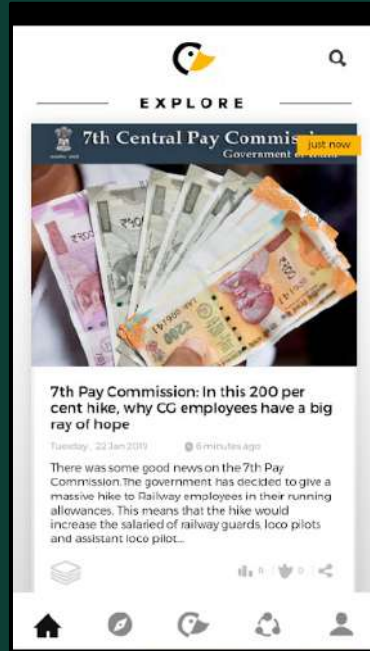 EXPLORE
7th Central Pay Commis
just now
Government of
7th Pay Commission: In this 200 per
cent hike, why CG employees have a big
ray of hope
Tuesday, 22 Jan 2019 6 minutes ago
There was some good news on the 7th Pay
Commission.The government has decided to give a
massive hike to Railway employees in their running
allowances. This means that the hike would
increase the salaried of railway guards, loco pilots
and assistant loco pilot...
0 0